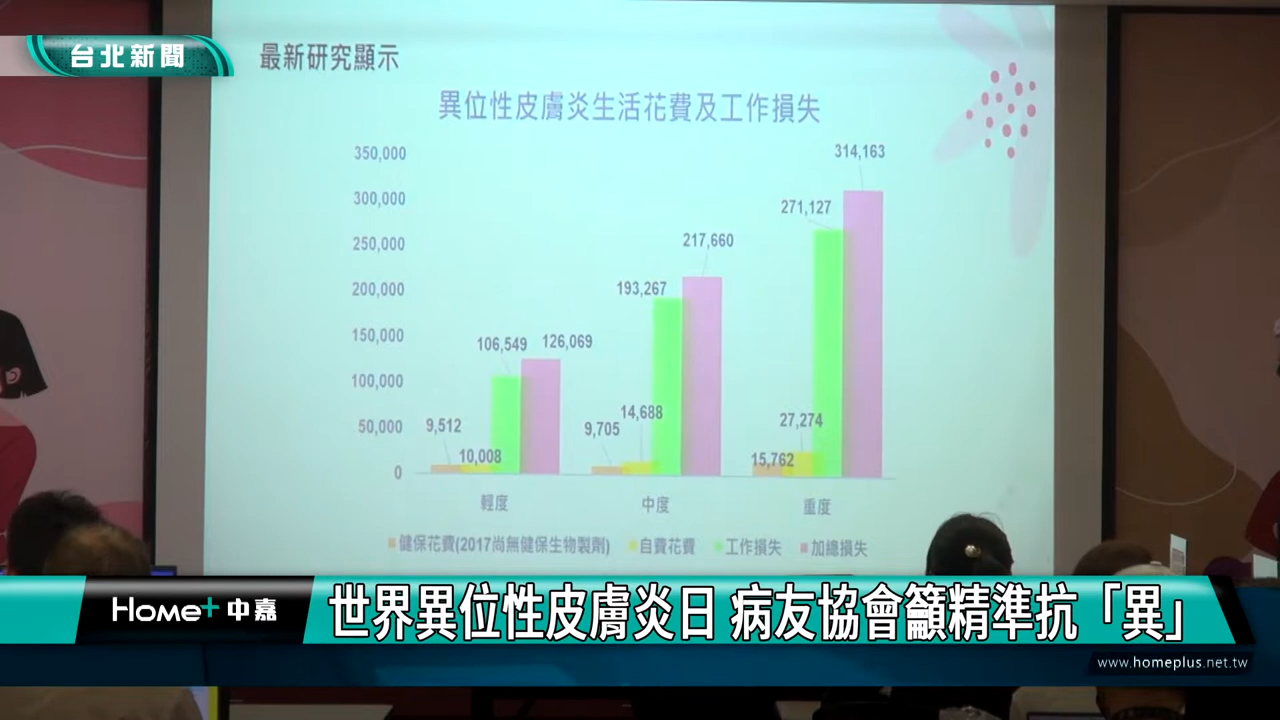 台北新聞
最新研究顯示
異位性皮膚炎生活花費及工作損失
350,000
300,000
250,000
200,000
150,000
100,000
50,000
0
9,512
10,008
106,549
126,069
9,705
14,688
193,267
217,660
15,762
27,274
271,127
314,163
輕度
中度
重度
健保花費(2017尚無健保生物製劑) 自費花費 工作損失 加總損失
Home+中嘉
世界異位性皮膚炎日 病友協會籲精準抗「異」
www.homeplus.net.tw